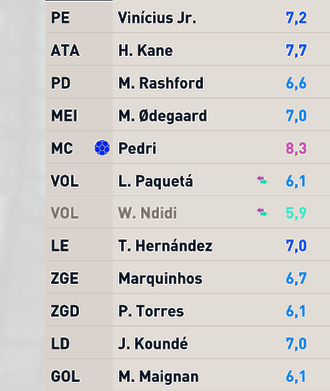 PE Vinícius Jr. 7,2
ATA H. Kane 7,7
PD M. Rashford 6,6
MEI M. Ødegaard 7,0
MC Pedri 8,3
VOL L. Paquetá 6,1
VOL W. Ndidi 5,9
LE T. Hernández 7,0
ZGE Marquinhos 6,7
ZGD P. Torres 6,1
LD J. Koundé 7,0
GOL M. Maignan 6,1